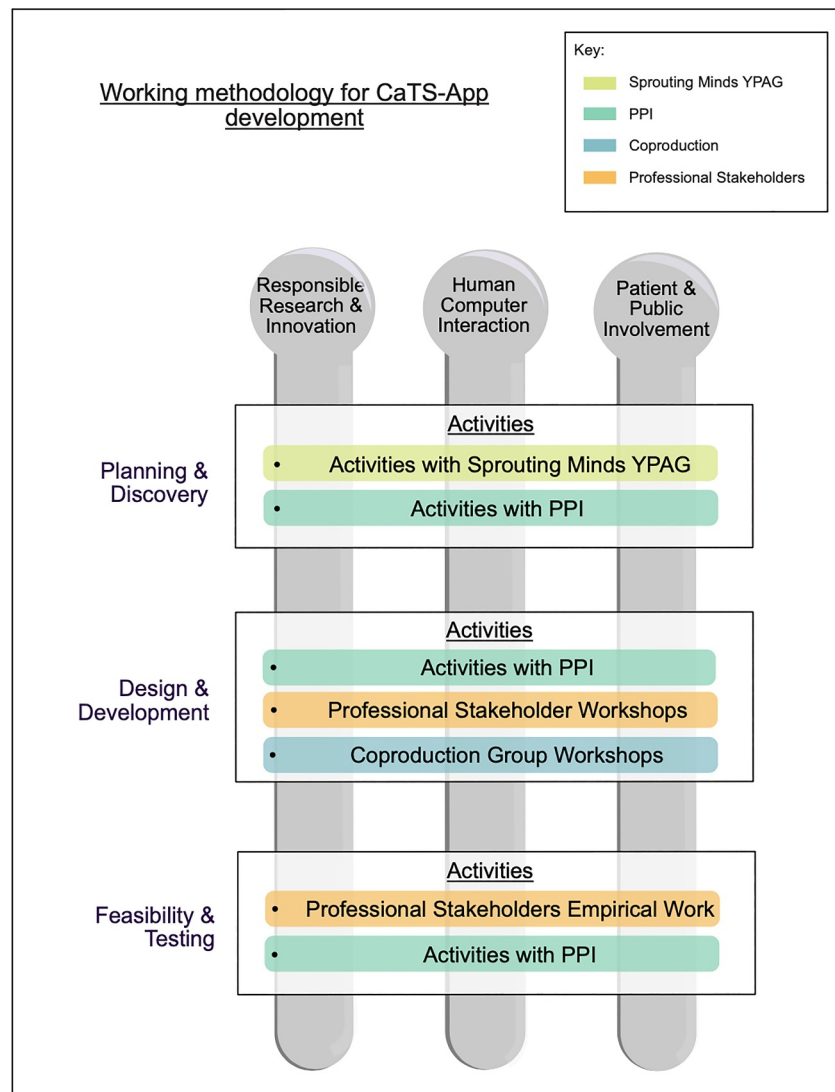 Working methodology for CaTS-App
development
Key:
Sprouting Minds YPAG
PPI
Coproduction
Professional Stakeholders
Responsible
Research &
Innovation
Human
Computer
Interaction
Patient &
Public
Involvement
Planning &
Discovery
Activities
• Activities with Sprouting Minds YPAG
• Activities with PPI
Design &
Development
Activities
• Activities with PPI
• Professional Stakeholder Workshops
• Coproduction Group Workshops
Feasibility &
Testing
Activities
• Professional Stakeholders Empirical Work
• Activities with PPI